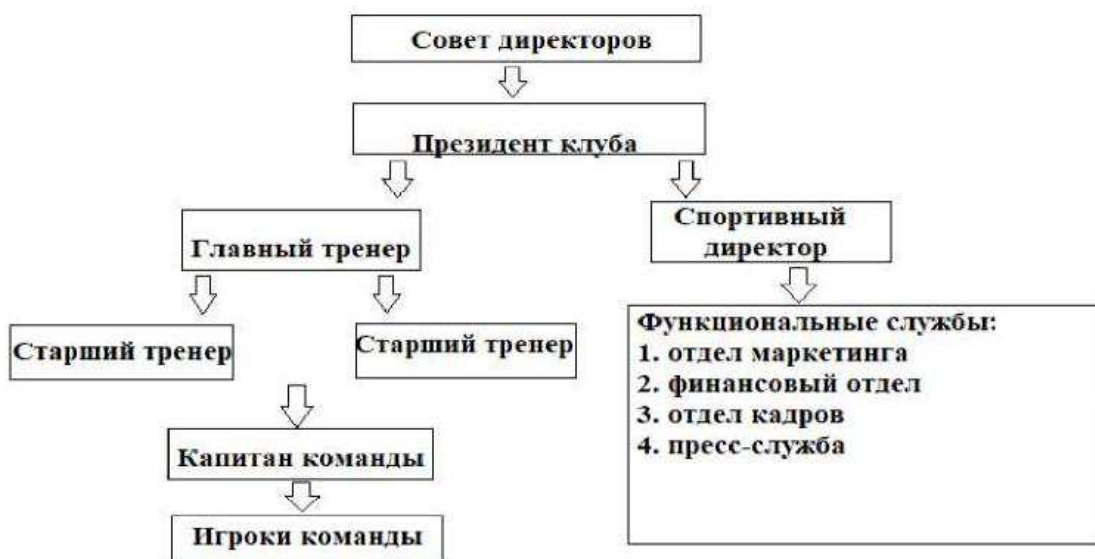 Совет директоров
Президент клуба
Главный тренер
Спортивный
директор
Старший тренер
Старший тренер
Функциональные службы:
1. отдел маркетинга
2. финансовый отдел
3. отдел кадров
4. пресс-служба
Капитан команды
Игроки команды